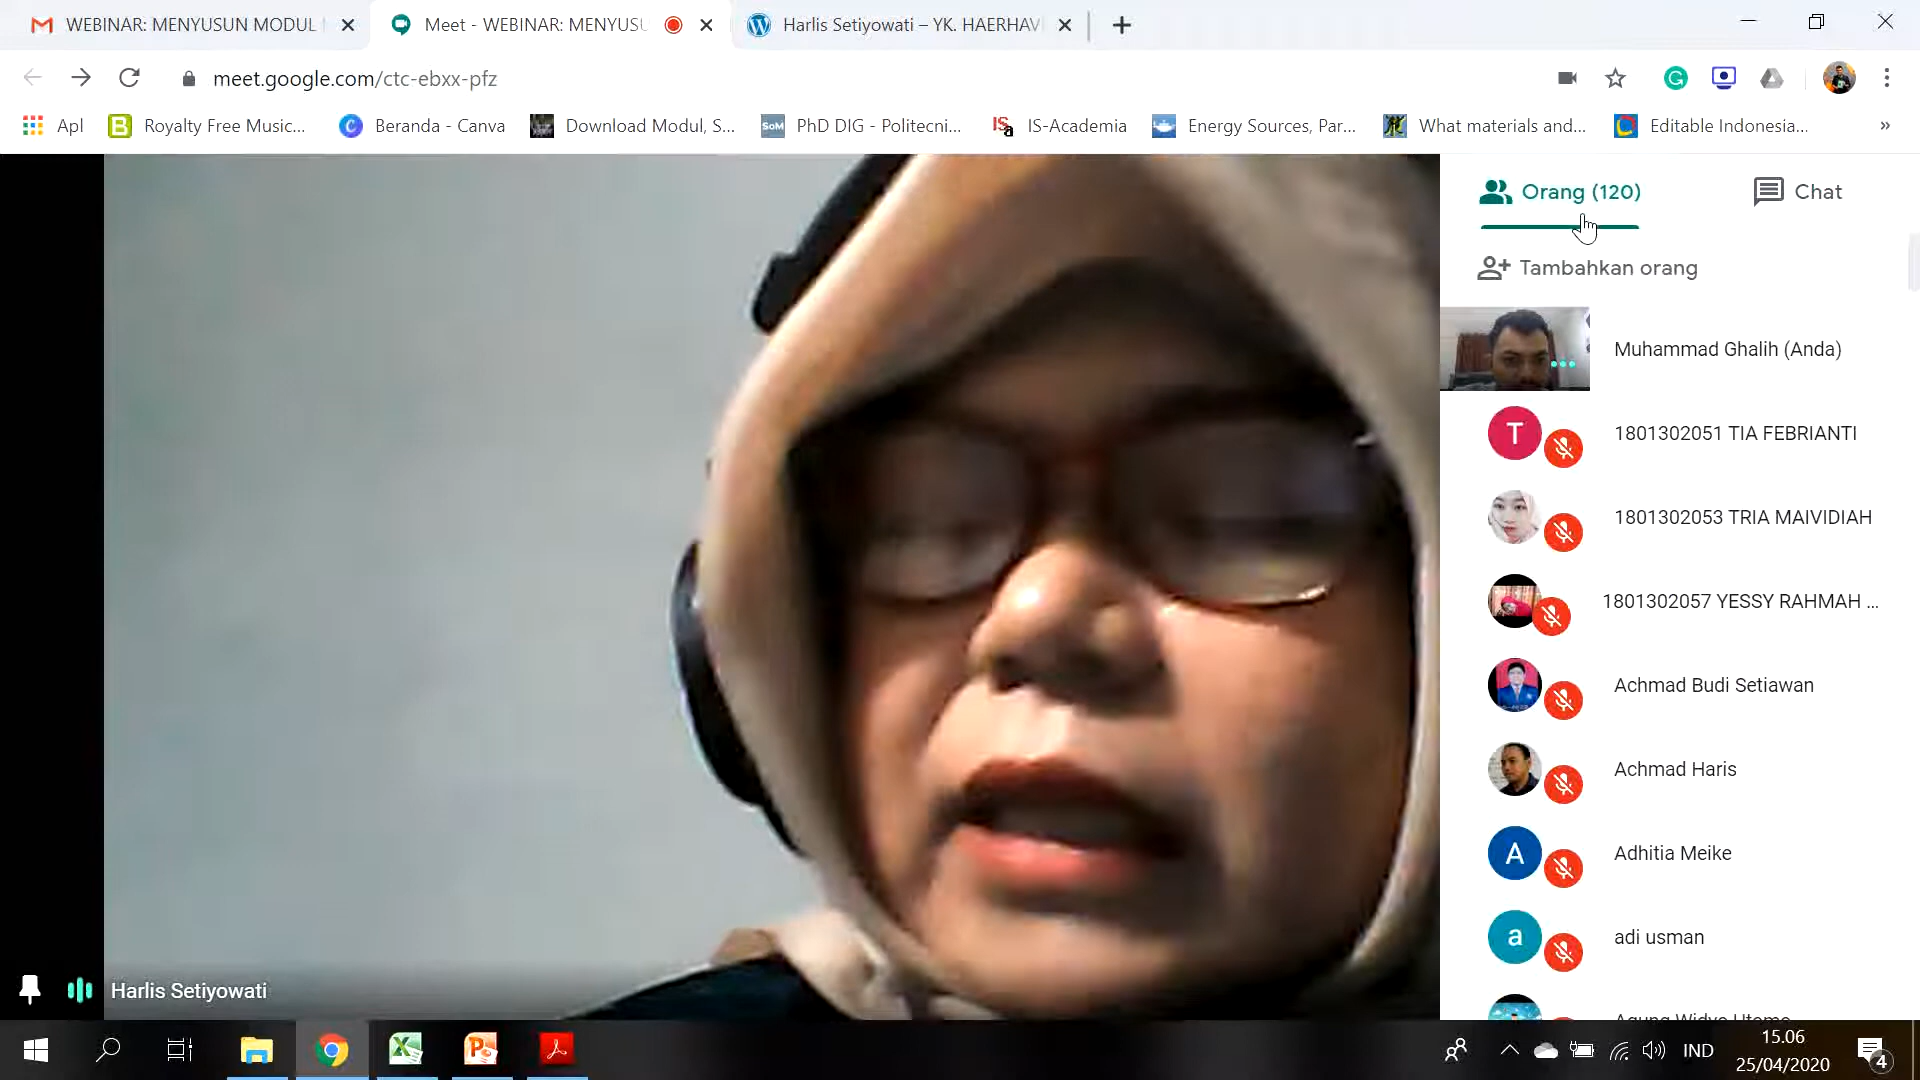 WEBINAR: MENYUSUN MODUL
Meet - WEBINAR: MENYUSU
Harlis Setiyowati – YK. HAERHAV
meet.google.com/ctc-ebxx-pfz
Apl
Royalty Free Music...
Beranda - Canva
Download Modul, S...
SoM
PhD DIG - Politecni...
IS-Academia
Energy Sources, Par...
What materials and...
Editable Indonesia...
»
Orang (120)
Chat
Tambahkan orang
Muhammad Ghalih (Anda)
T
1801302051 TIA FEBRIANTI
1801302053 TRIA MAIVIDIAH
1801302057 YESSY RAHMAH ...
Achmad Budi Setiawan
Achmad Haris
A
Adhitia Meike
a
adi usman
Harlis Setiyowati
IND
15.06
25/04/2020
4